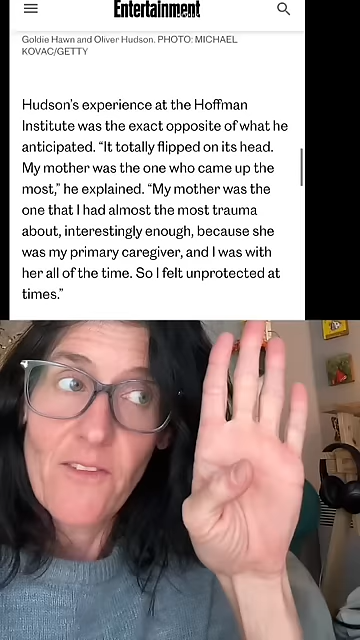 Entertainment
Goldie Hawn and Oliver Hudson. PHOTO: MICHAEL
KOVAC/GETTY
Hudson's experience at the Hoffman
Institute was the exact opposite of what he
anticipated. “It totally flipped on its head.
My mother was the one who came up the
most,” he explained. “My mother was the
one that I had almost the most trauma
about, interestingly enough, because she
was my primary caregiver, and I was with
her all of the time. So I felt unprotected at
times.”